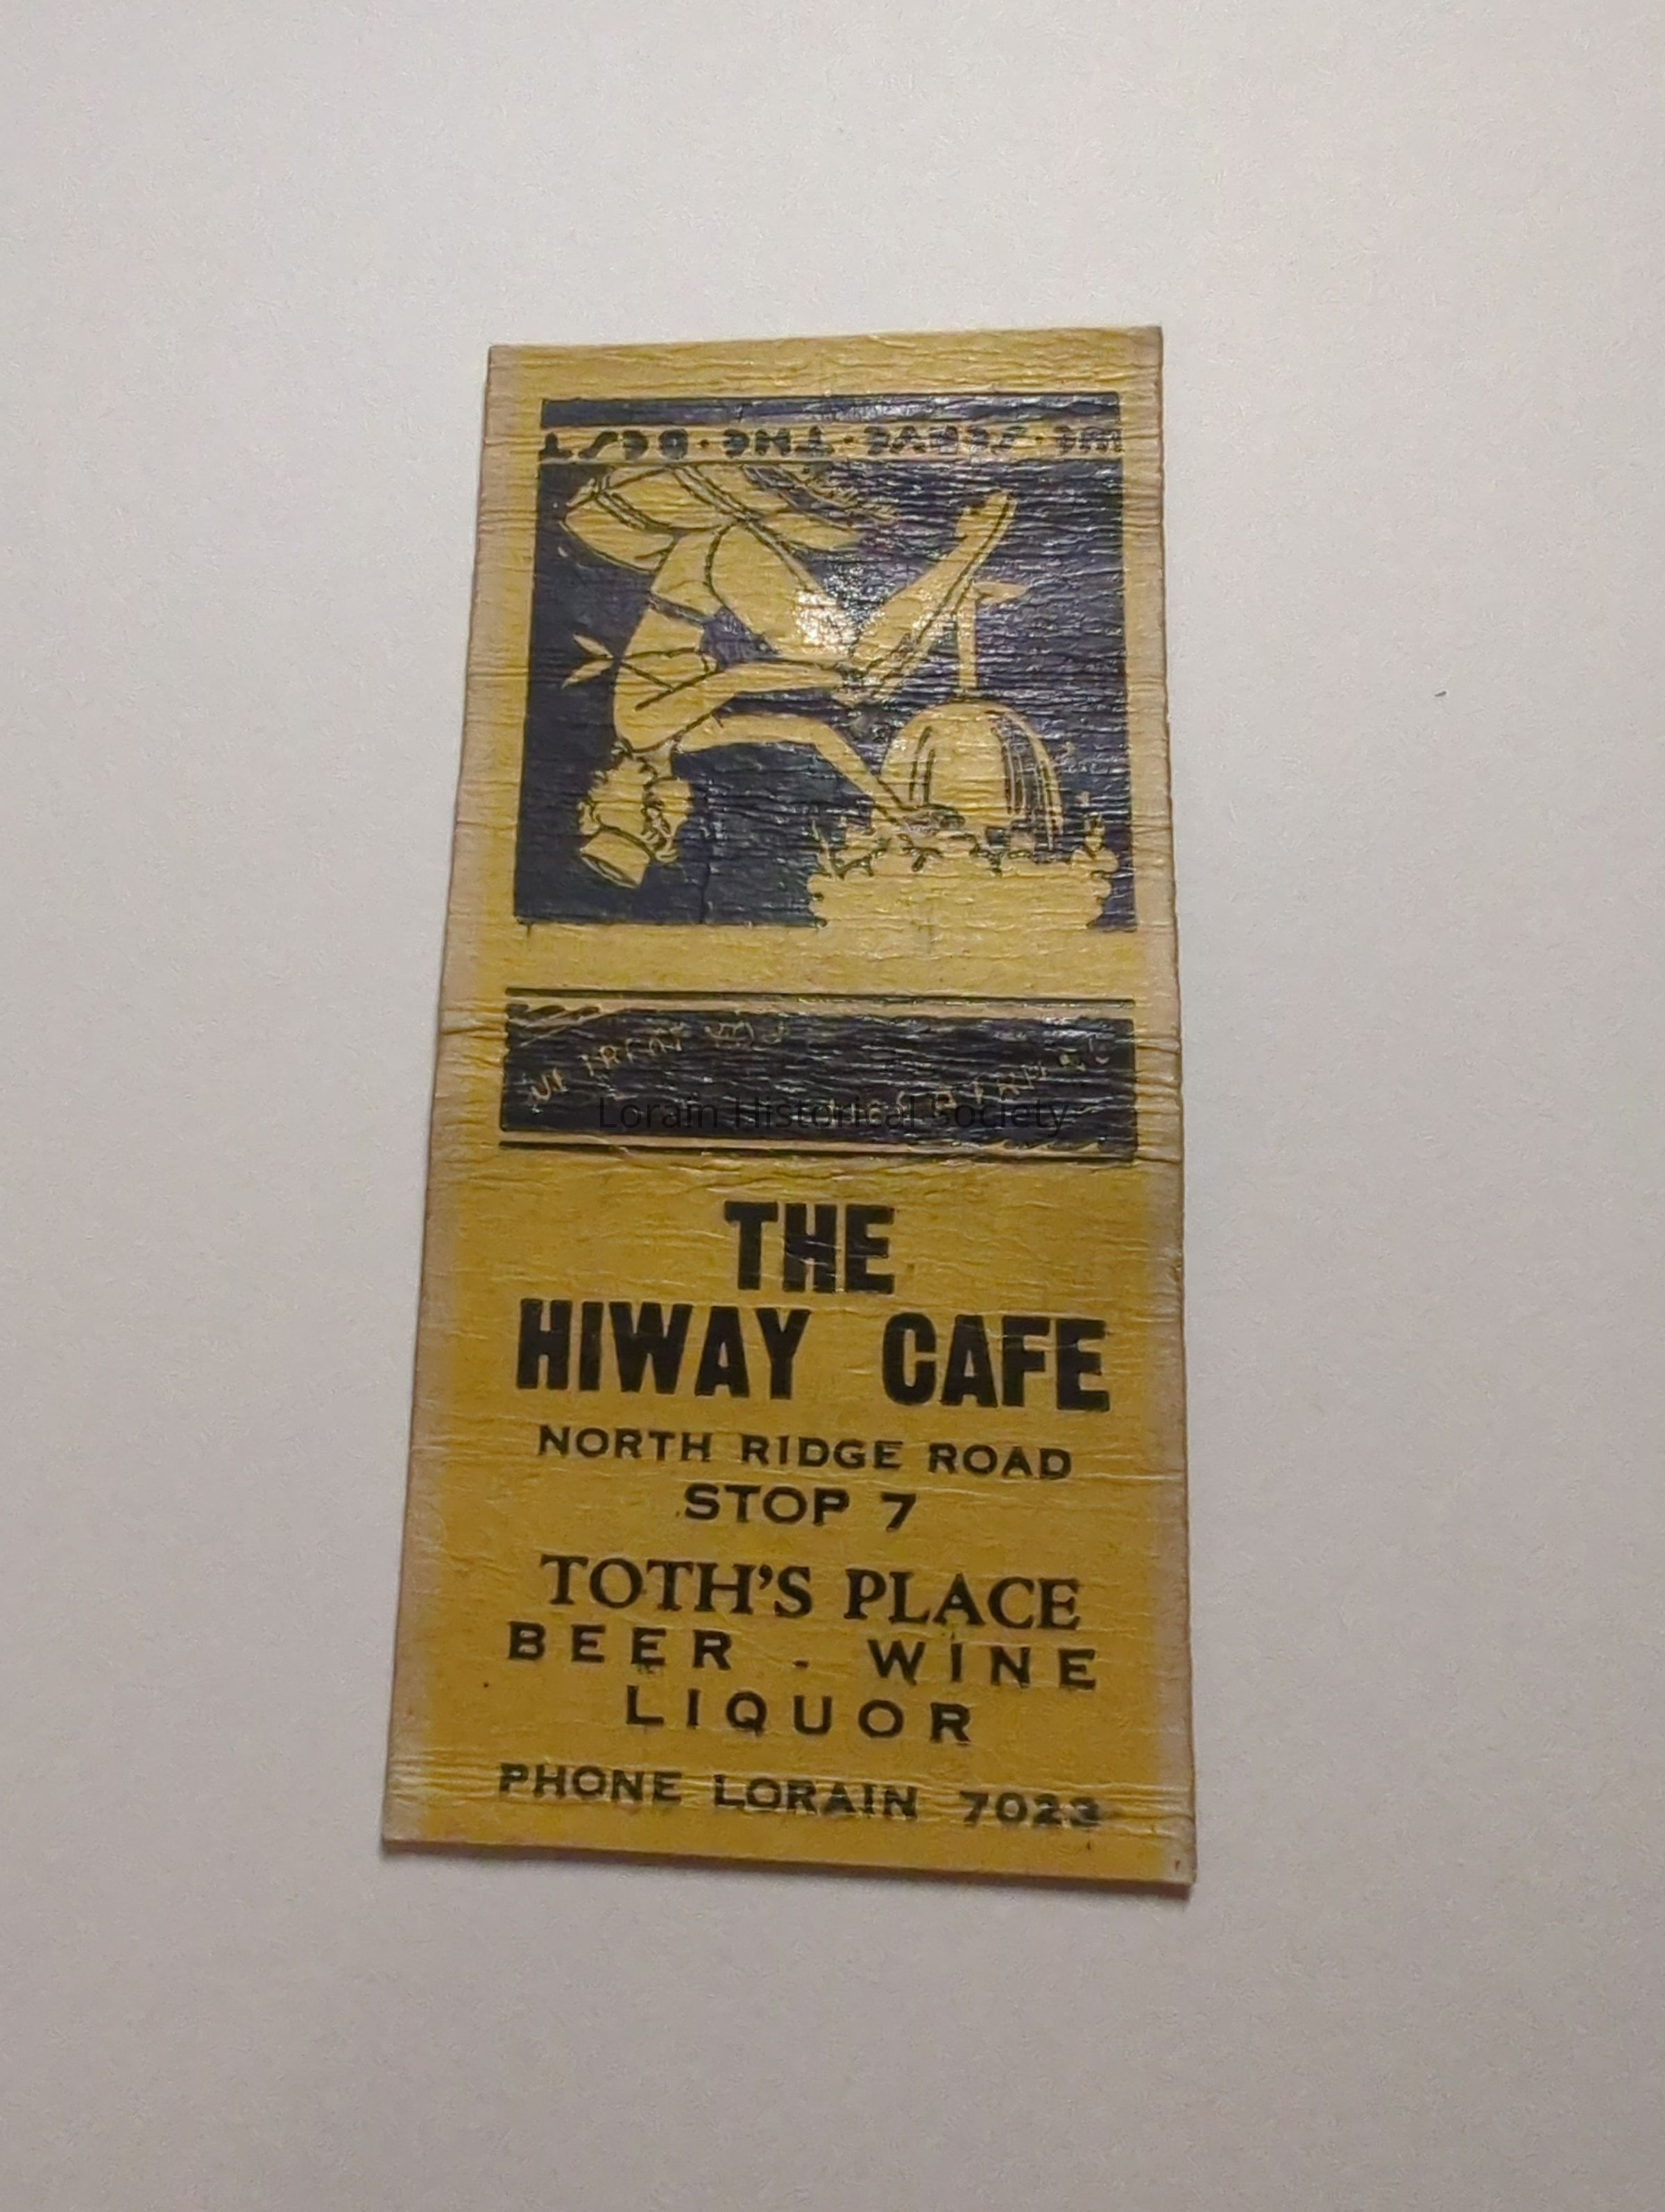 WE · SERVE · THE · BEST
Lorain Historical Society
THE
HIWAY CAFE
NORTH RIDGE ROAD
STOP 7
TOTH'S PLACE
BEER - WINE
LIQUOR
PHONE LORAIN 7023